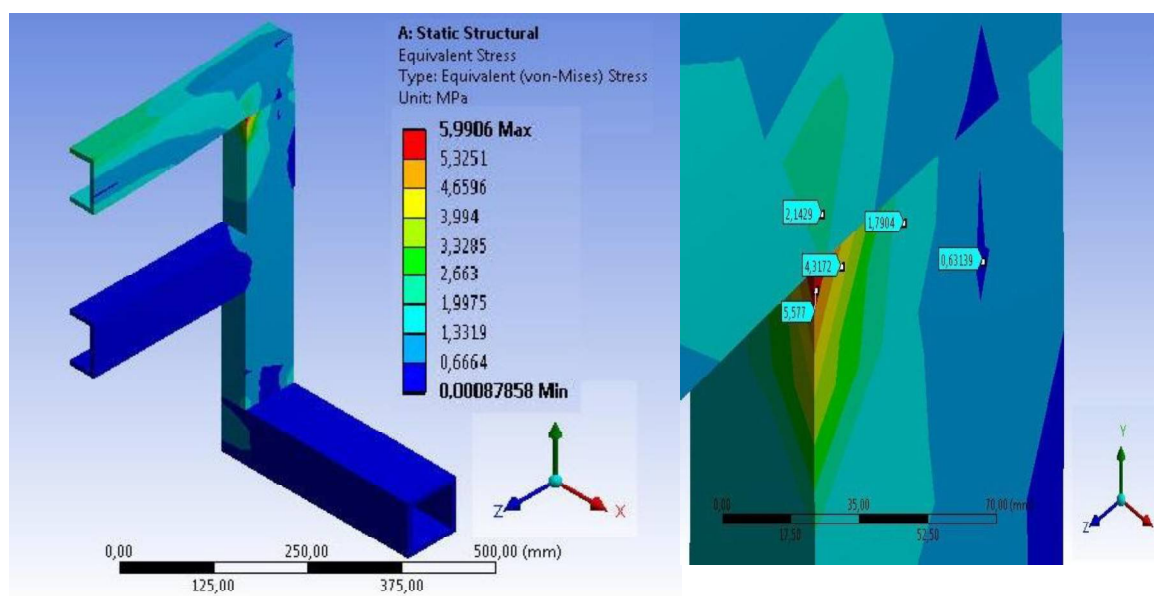 A: Static Structural
Equivalent Stress
Type: Equivalent (von-Mises) Stress
Unit: MPa
5,9906 Max
5,3251
4,6596
3,994
3,3285
2,663
1,9975
1,3319
0,6664
0,00087858 Min
Z
X
0,00
250,00
500,00 (mm)
125,00
375,00
2,1429
1,7904
4,3172
0,63139
5,577
0,00
35,00
70,00 (mm)
17,50
52,50
Y
Z